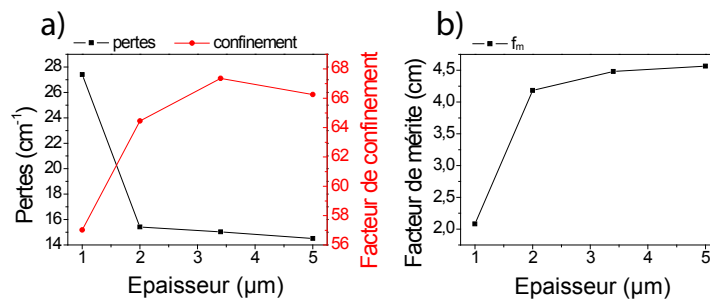 a)
pertes confinement
Pertes (cm-1)
28
26
24
22
20
18
16
14
68
66
64
62
60
58
56
Facteur de confinement
1 2 3 4 5
Epaisseur (µm)
b)
fm
Facteur de mérite (cm)
4,5
4,0
3,5
3,0
2,5
2,0
1 2 3 4 5
Epaisseur (µm)